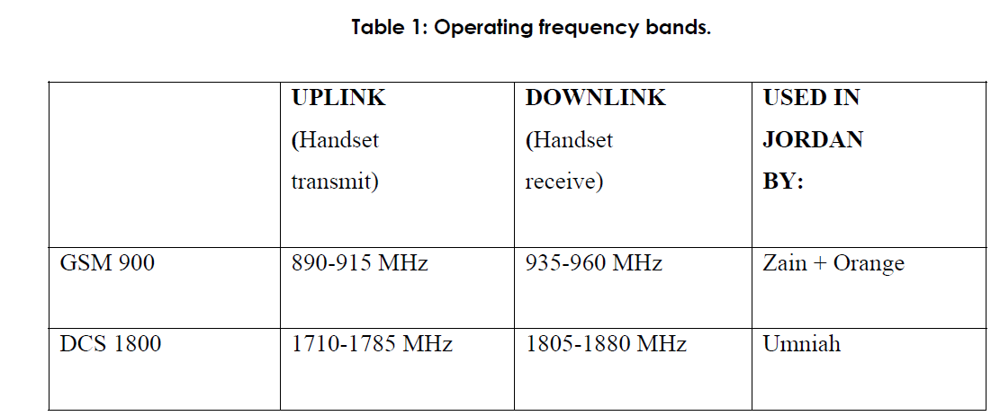 Table 1: Operating frequency bands.
UPLINK
(Handset
transmit)
DOWNLINK
(Handset
receive)
USED IN
JORDAN
BY:
GSM 900
890-915 MHz
935-960 MHz
Zain + Orange
DCS 1800
1710-1785 MHz
1805-1880 MHz
Umniah